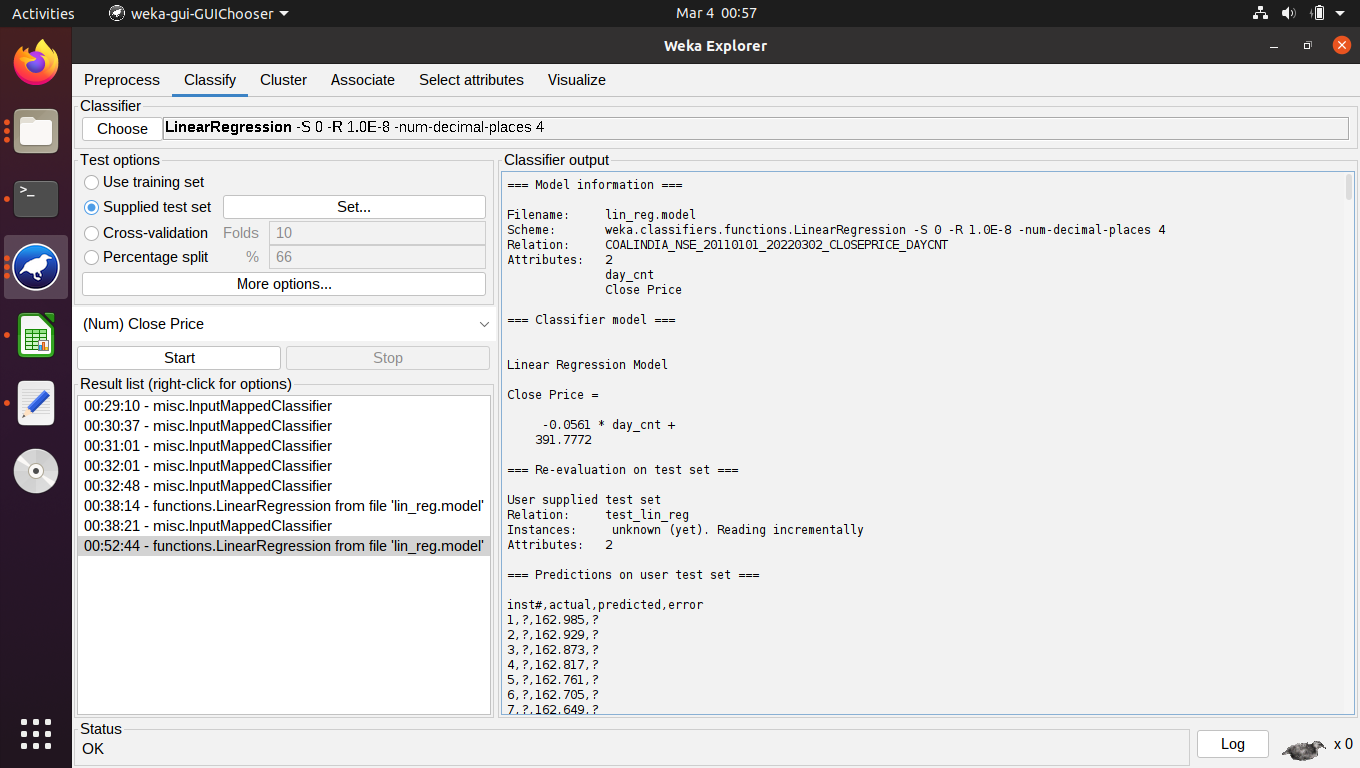 Activities
weka-gui-GUIChooser
Mar 4 00:57
Weka Explorer
Preprocess
Classify
Cluster
Associate
Select attributes
Visualize
Classifier
Choose
LinearRegression -S 0 -R 1.0E-8 -num-decimal-places 4
Test options
Use training set
Supplied test set
Set...
Cross-validation Folds 10
Percentage split % 66
More options...
(Num) Close Price
Start
Stop
Result list (right-click for options)
00:29:10 - misc.InputMappedClassifier
00:30:37 - misc.InputMappedClassifier
00:31:01 - misc.InputMappedClassifier
00:32:01 - misc.InputMappedClassifier
00:32:48 - misc.InputMappedClassifier
00:38:14 - functions.LinearRegression from file 'lin_reg.model'
00:38:21 - misc.InputMappedClassifier
00:52:44 - functions.LinearRegression from file 'lin_reg.model'
Classifier output
=== Model information ===
Filename: lin_reg.model
Scheme: weka.classifiers.functions.LinearRegression -S 0 -R 1.0E-8 -num-decimal-places 4
Relation: COALINDIA_NSE_20110101_20220302_CLOSEPRICE_DAYCNT
Attributes: 2
day_cnt
Close Price
=== Classifier model ===
Linear Regression Model
Close Price =
-0.0561 * day_cnt +
391.7772
=== Re-evaluation on test set ===
User supplied test set
Relation: test_lin_reg
Instances: unknown (yet). Reading incrementally
Attributes: 2
=== Predictions on user test set ===
inst#,actual,predicted,error
1,?,162.985,?
2,?,162.929,?
3,?,162.873,?
4,?,162.817,?
5,?,162.761,?
6,?,162.705,?
7,?,162.649,?
Status
OK
Log
x 0